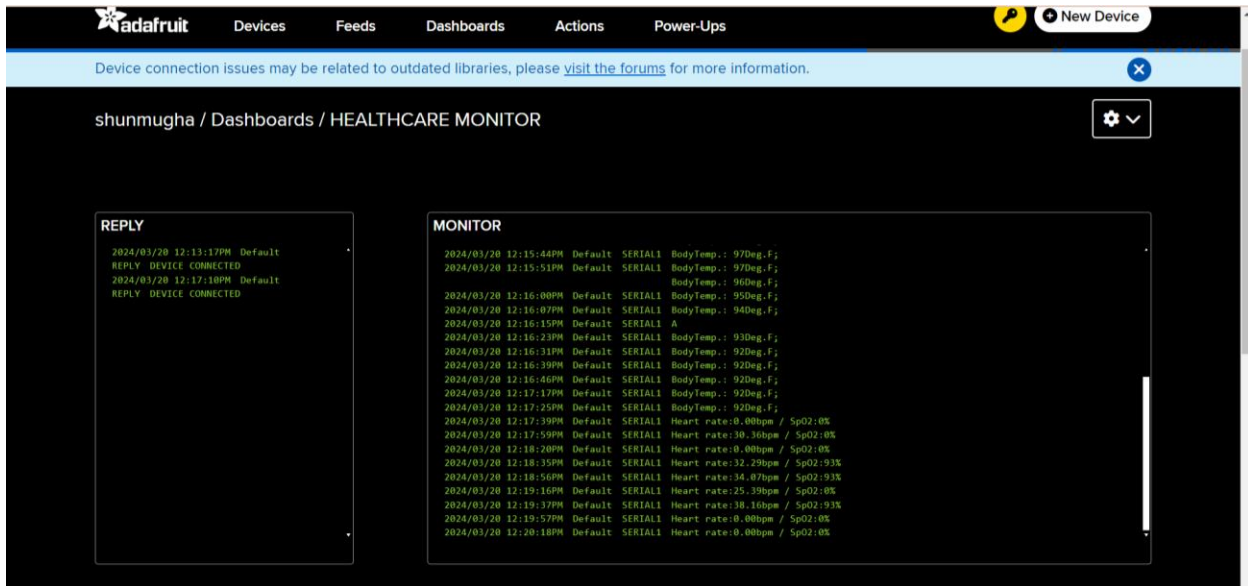 adafruit Devices Feeds Dashboards Actions Power-Ups New Device
Device connection issues may be related to outdated libraries, please visit the forums for more information.
shunmugha / Dashboards / HEALTHCARE MONITOR
REPLY
2024/03/20 12:13:17PM Default
REPLY DEVICE CONNECTED
2024/03/20 12:17:10PM Default
REPLY DEVICE CONNECTED
MONITOR
2024/03/20 12:15:44PM Default SERIAL1 BodyTemp.: 97Deg.F;
2024/03/20 12:15:51PM Default SERIAL1 BodyTemp.: 97Deg.F;
BodyTemp.: 96Deg.F;
2024/03/20 12:16:00PM Default SERIAL1 BodyTemp.: 95Deg.F;
2024/03/20 12:16:07PM Default SERIAL1 BodyTemp.: 94Deg.F;
2024/03/20 12:16:15PM Default SERIAL1 A
2024/03/20 12:16:23PM Default SERIAL1 BodyTemp.: 93Deg.F;
2024/03/20 12:16:31PM Default SERIAL1 BodyTemp.: 92Deg.F;
2024/03/20 12:16:39PM Default SERIAL1 BodyTemp.: 92Deg.F;
2024/03/20 12:16:46PM Default SERIAL1 BodyTemp.: 92Deg.F;
2024/03/20 12:17:17PM Default SERIAL1 BodyTemp.: 92Deg.F;
2024/03/20 12:17:25PM Default SERIAL1 BodyTemp.: 92Deg.F;
2024/03/20 12:17:39PM Default SERIAL1 Heart rate:0.00bpm / SpO2:0%
2024/03/20 12:17:59PM Default SERIAL1 Heart rate:30.36bpm / SpO2:0%
2024/03/20 12:18:20PM Default SERIAL1 Heart rate:0.00bpm / SpO2:0%
2024/03/20 12:18:35PM Default SERIAL1 Heart rate:32.29bpm / SpO2:93%
2024/03/20 12:18:56PM Default SERIAL1 Heart rate:34.07bpm / SpO2:93%
2024/03/20 12:19:16PM Default SERIAL1 Heart rate:25.39bpm / SpO2:0%
2024/03/20 12:19:37PM Default SERIAL1 Heart rate:38.16bpm / SpO2:93%
2024/03/20 12:19:57PM Default SERIAL1 Heart rate:0.00bpm / SpO2:0%
2024/03/20 12:20:18PM Default SERIAL1 Heart rate:0.00bpm / SpO2:0%